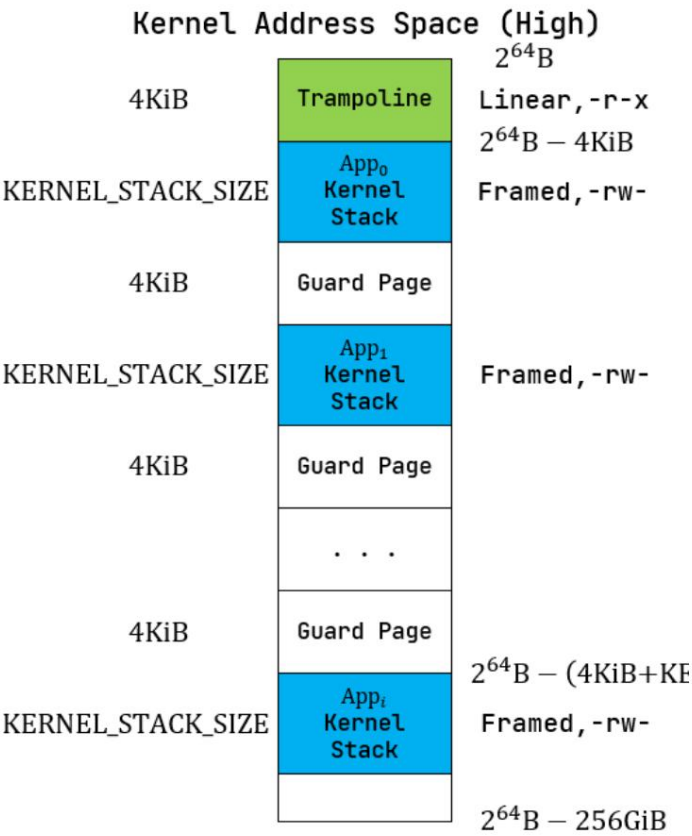 Kernel Address Space (High)
2⁶⁴B
4KiB Trampoline Linear,-r-x
2⁶⁴B − 4KiB
App₀
KERNEL_STACK_SIZE Kernel Framed,-rw-
Stack
4KiB Guard Page
App₁
KERNEL_STACK_SIZE Kernel Framed,-rw-
Stack
4KiB Guard Page
. . .
4KiB Guard Page
2⁶⁴B − (4KiB+KE
Appᵢ
KERNEL_STACK_SIZE Kernel Framed,-rw-
Stack
2⁶⁴B − 256GiB